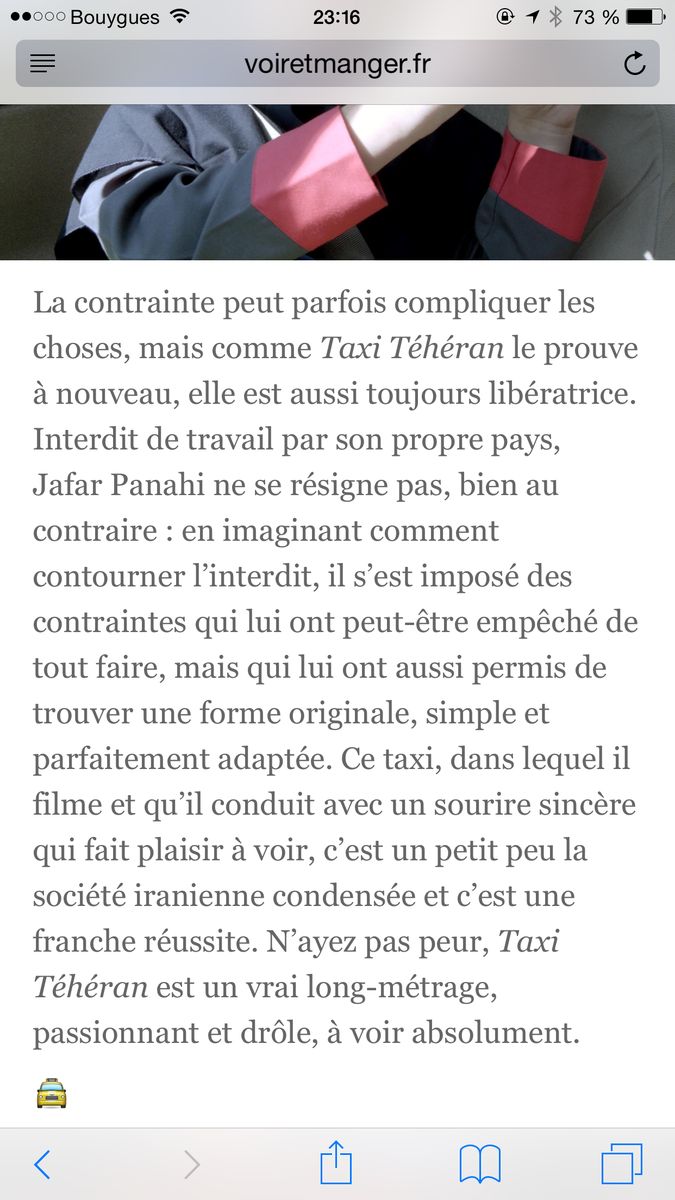 Bouygues 23:16 73 %
voiretmanger.fr
La contrainte peut parfois compliquer les
choses, mais comme Taxi Téhéran le prouve
à nouveau, elle est aussi toujours libératrice.
Interdit de travail par son propre pays,
Jafar Panahi ne se résigne pas, bien au
contraire : en imaginant comment
contourner l’interdit, il s’est imposé des
contraintes qui lui ont peut-être empêché de
tout faire, mais qui lui ont aussi permis de
trouver une forme originale, simple et
parfaitement adaptée. Ce taxi, dans lequel il
filme et qu’il conduit avec un sourire sincère
qui fait plaisir à voir, c’est un petit peu la
société iranienne condensée et c’est une
franche réussite. N’ayez pas peur, Taxi
Téhéran est un vrai long-métrage,
passionnant et drôle, à voir absolument.